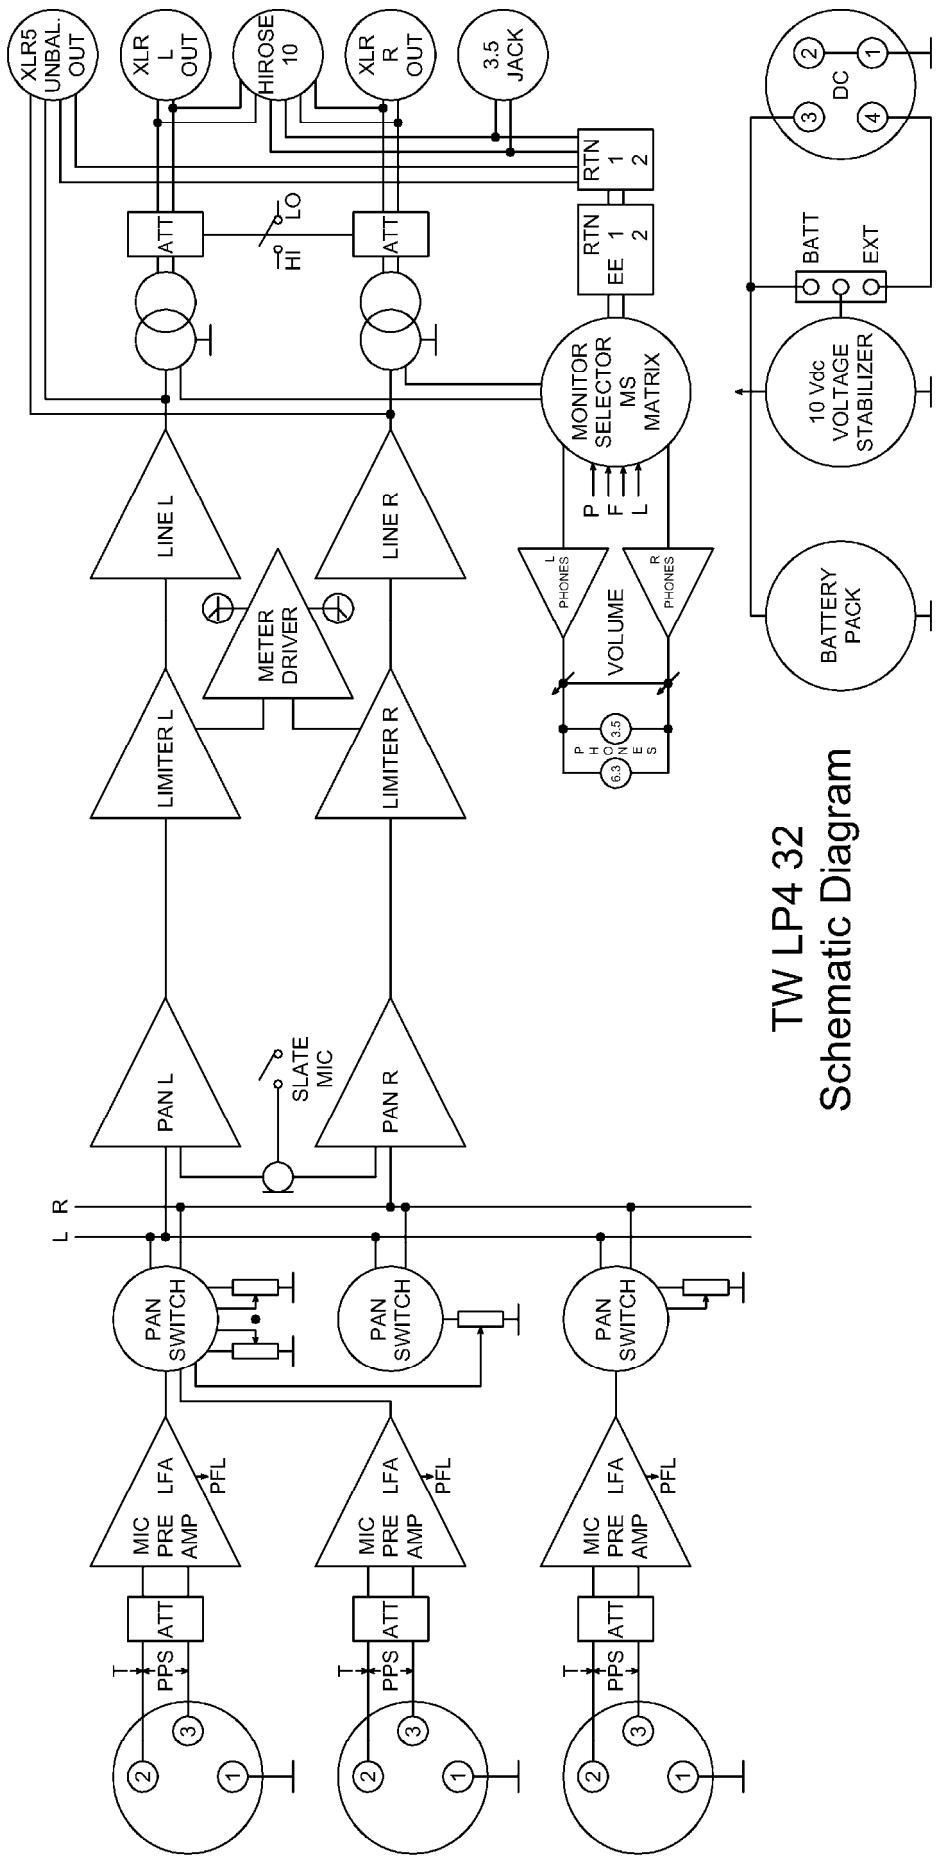 XLR5
UNBAL.
OUT
XLR
L
OUT
HIROSE
10
XLR
R
OUT
3.5
JACK
2
1
DC
3
4
RTN
1
2
ATT
LO
HI
ATT
RTN
EE 1
2
BATT
EXT
MONITOR
SELECTOR
MS
MATRIX
10 Vdc
VOLTAGE
STABILIZER
P
F
L
LINE L
LINE R
L
PHONES
R
PHONES
METER
DRIVER
VOLUME
BATTERY
PACK
LIMITER L
LIMITER R
3.5
PHONES
6.3
TW LP4 32
Schematic Diagram
PAN L
SLATE
MIC
PAN R
R
L
PAN
SWITCH
PAN
SWITCH
PAN
SWITCH
MIC
PRE
AMP
LFA
PFL
MIC
PRE
AMP
LFA
PFL
MIC
PRE
AMP
LFA
PFL
ATT
ATT
ATT
T
PPS
T
PPS
T
PPS
2
3
1
2
3
1
2
3
1